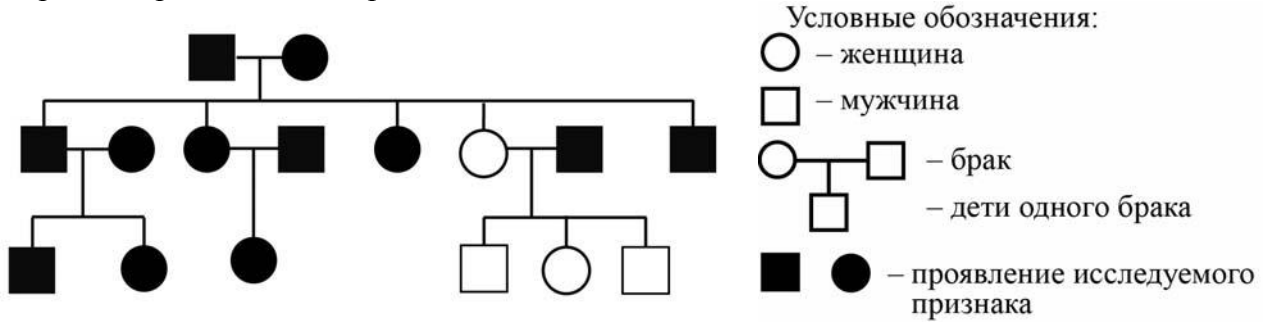 Условные обозначения:
– женщина
– мужчина
– брак
– дети одного брака
– проявление исследуемого
признака